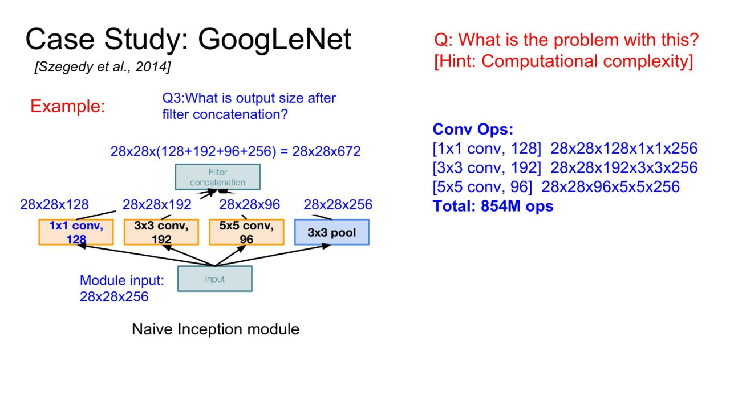 Case Study: GoogLeNet
[Szegedy et al., 2014]
Q: What is the problem with this?
[Hint: Computational complexity]
Example:
Q3:What is output size after
filter concatenation?
28x28x(128+192+96+256) = 28x28x672
Filter
concatenation
28x28x128 28x28x192 28x28x96 28x28x256
1x1 conv,
128
3x3 conv,
192
5x5 conv,
96
3x3 pool
Input
Module input:
28x28x256
Naive Inception module
Conv Ops:
[1x1 conv, 128] 28x28x128x1x1x256
[3x3 conv, 192] 28x28x192x3x3x256
[5x5 conv, 96] 28x28x96x5x5x256
Total: 854M ops